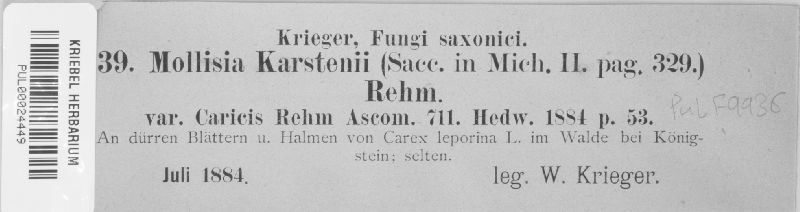 KRIEBEL HERBARIUM
PUL00024449
Krieger, Fungi saxonici.
39. Mollisia Karstenii (Sacc. in Mich. II. pag. 329.)
Rehm.
var. Caricis Rehm Ascom. 711. Hedw. 1884 p. 53.
PuL F9936
An dürren Blättern u. Halmen von Carex leporina L. im Walde bei König-
stein; selten.
Juli 1884. leg. W. Krieger.